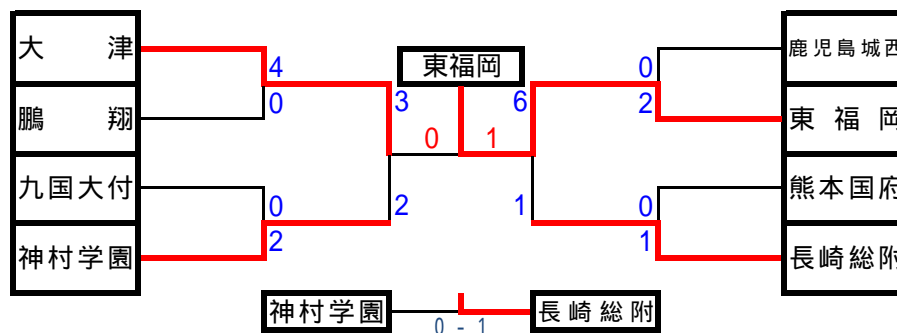 大 津
鵬 翔
九国大付
神村学園
4
0
0
2
3
2
東福岡
0 1
6
1
0
2
0
1
鹿児島城西
東福岡
熊本国府
長崎総附
神村学園
0 - 1
長崎総附